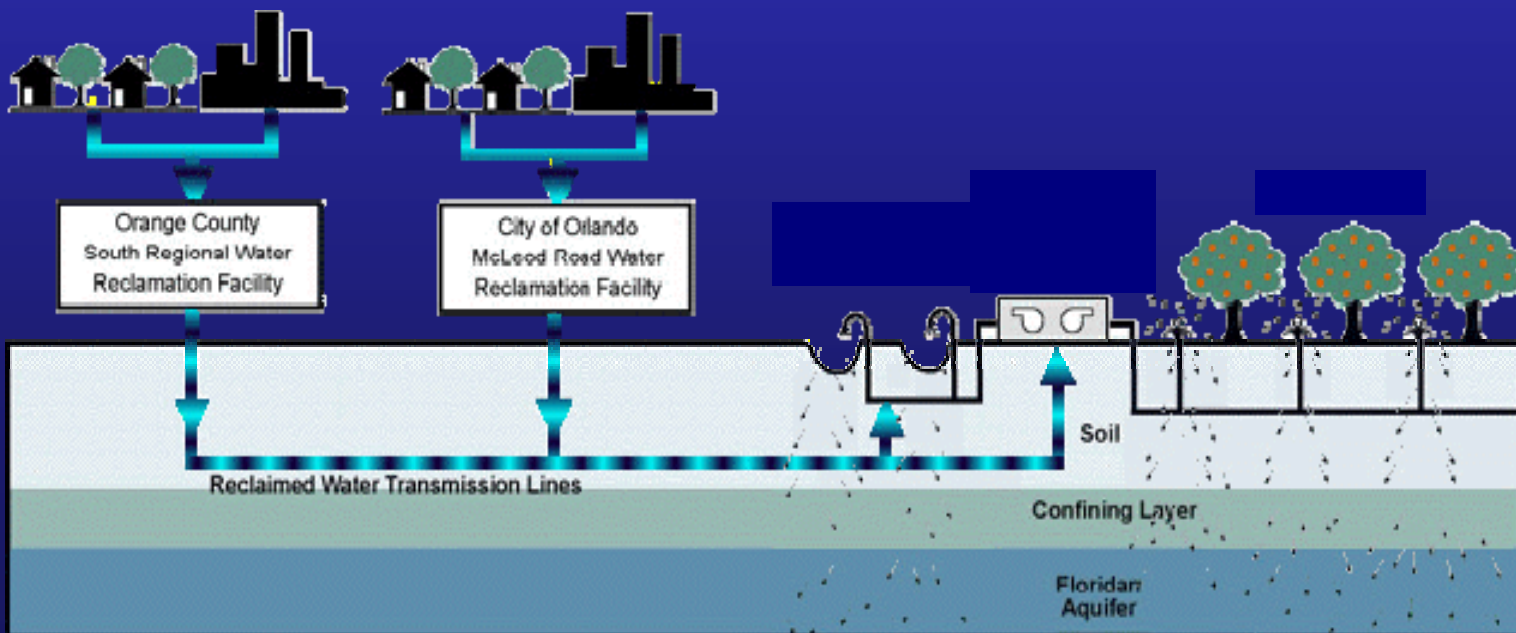 Orange County
South Regional Water
Reclamation Facility
City of Orlando
McLeod Road Water
Reclamation Facility
Soil
Reclaimed Water Transmission Lines
Confining Layer
Floridan
Aquifer